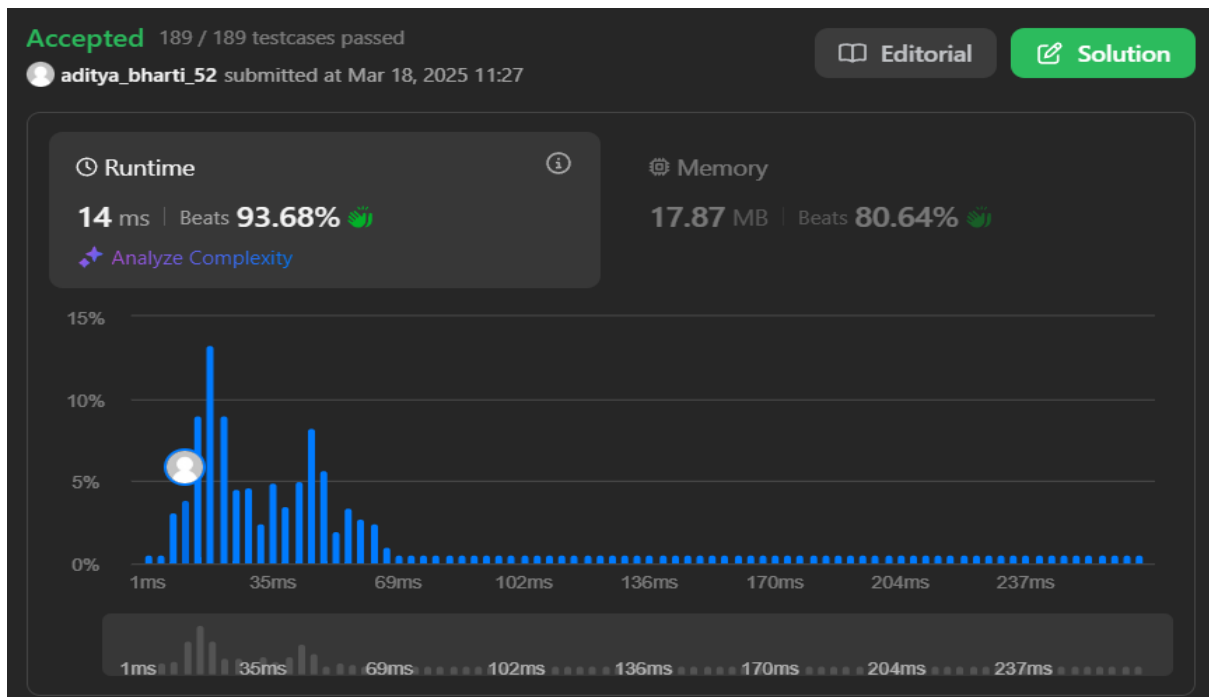 Accepted 189 / 189 testcases passed
Editorial
Solution
aditya_bharti_52 submitted at Mar 18, 2025 11:27
Runtime
14 ms | Beats 93.68%
Analyze Complexity
Memory
17.87 MB | Beats 80.64%
15%
10%
5%
0%
1ms 35ms 69ms 102ms 136ms 170ms 204ms 237ms
1ms 35ms 69ms 102ms 136ms 170ms 204ms 237ms